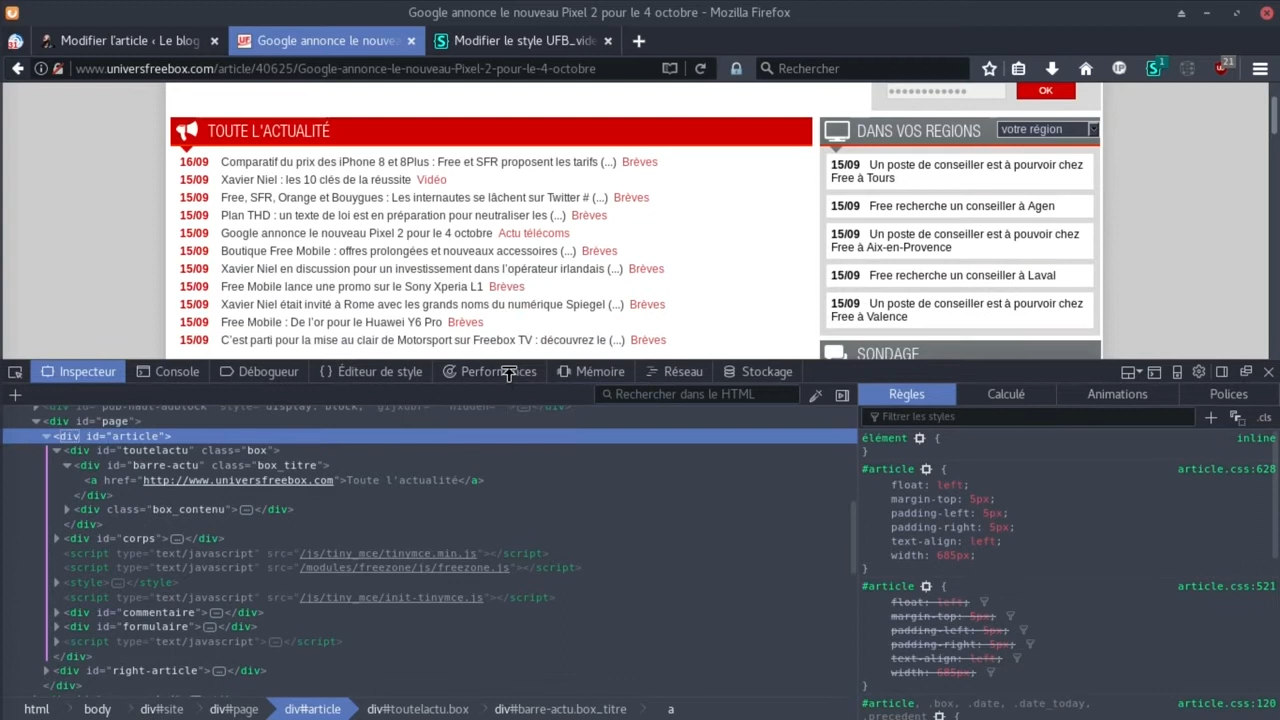 Google annonce le nouveau Pixel 2 pour le 4 octobre - Mozilla Firefox
31 Modifier l'article ‹ Le blog × UF Google annonce le nouve × S Modifier le style UFB_vide ×
www.universfreebox.com/article/40625/Google-annonce-le-nouveau-Pixel-2-pour-le-4-octobre
Rechercher
IP S 1 21
OK
TOUTE L'ACTUALITÉ
16/09 Comparatif du prix des iPhone 8 et 8Plus : Free et SFR proposent les tarifs (...) Brèves
15/09 Xavier Niel : les 10 clés de la réussite Vidéo
15/09 Free, SFR, Orange et Bouygues : Les internautes se lâchent sur Twitter # (...) Brèves
15/09 Plan THD : un texte de loi est en préparation pour neutraliser les (...) Brèves
15/09 Google annonce le nouveau Pixel 2 pour le 4 octobre Actu télécoms
15/09 Boutique Free Mobile : offres prolongées et nouveaux accessoires (...) Brèves
15/09 Xavier Niel en discussion pour un investissement dans l'opérateur irlandais (...) Brèves
15/09 Free Mobile lance une promo sur le Sony Xperia L1 Brèves
15/09 Xavier Niel était invité à Rome avec les grands noms du numérique Spiegel (...) Brèves
15/09 Free Mobile : De l'or pour le Huawei Y6 Pro Brèves
15/09 C'est parti pour la mise au clair de Motorsport sur Freebox TV : découvrez le (...) Brèves
DANS VOS REGIONS votre région
15/09 Un poste de conseiller est à pourvoir chez
Free à Tours
15/09 Free recherche un conseiller à Agen
15/09 Un poste de conseiller est à pourvoir chez
Free à Aix-en-Provence
15/09 Free recherche un conseiller à Laval
15/09 Un poste de conseiller est à pourvoir chez
Free à Valence
SONDAGE
Inspecteur Console Débogueur {} Éditeur de style Performances Mémoire Réseau Stockage
+ Rechercher dans le HTML
<div id="pub-haut-adblock" style="display: block;" gljxubf="" hidden=""></div>
<div id="page">
<div id="article">
<div id="toutelactu" class="box">
<div id="barre-actu" class="box_titre">
<a href="http://www.universfreebox.com">Toute l'actualité</a>
</div>
<div class="box_contenu"></div>
</div>
<div id="corps"></div>
<script type="text/javascript" src="/js/tiny_mce/tinymce.min.js"></script>
<script type="text/javascript" src="/modules/freezone/js/freezone.js"></script>
<style></style>
<script type="text/javascript" src="/js/tiny_mce/init-tinymce.js"></script>
<div id="commentaire"></div>
<div id="formulaire"></div>
<script type="text/javascript"></script>
</div>
<div id="right-article"></div>
</div>
html body div#site div#page div#article div#toutelactu.box div#barre-actu.box_titre a
Règles Calculé Animations Polices
Filtrer les styles + .cls
élément { inline
}
#article { article.css:628
float: left;
margin-top: 5px;
padding-left: 5px;
padding-right: 5px;
text-align: left;
width: 685px;
}
#article { article.css:521
float: left;
margin-top: 5px;
padding-left: 5px;
padding-right: 5px;
text-align: left;
width: 685px;
}
#article, .box, .date, .date_today, article.css:120
.precedent {